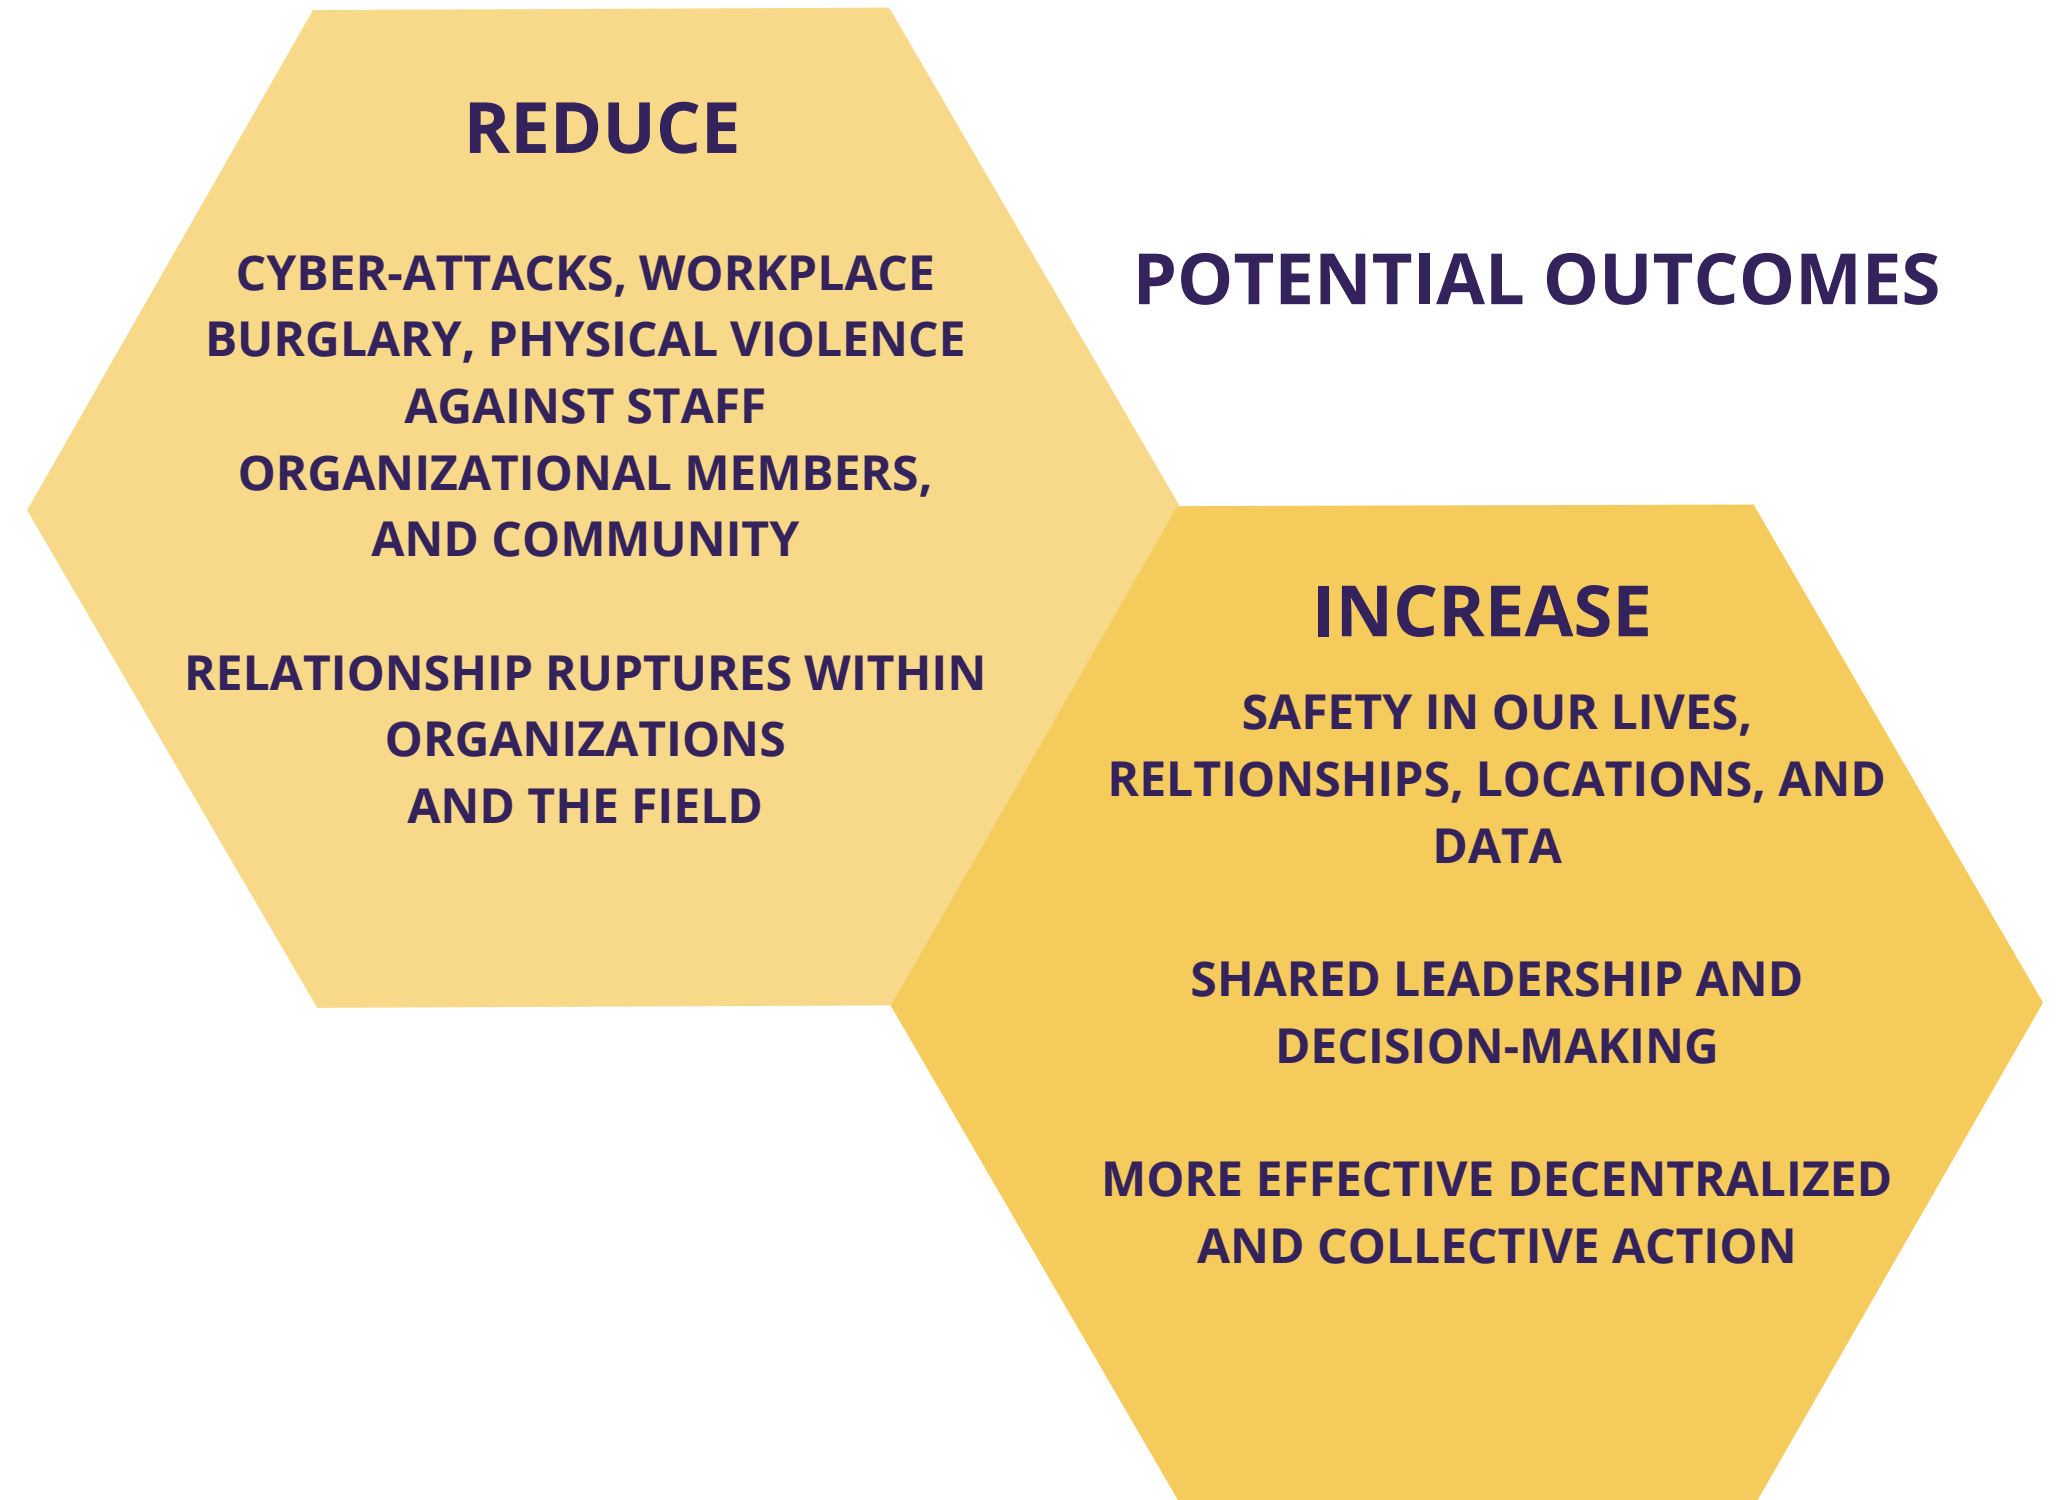 REDUCE
CYBER-ATTACKS, WORKPLACE
BURGLARY, PHYSICAL VIOLENCE
AGAINST STAFF
ORGANIZATIONAL MEMBERS,
AND COMMUNITY
RELATIONSHIP RUPTURES WITHIN
ORGANIZATIONS
AND THE FIELD
POTENTIAL OUTCOMES
INCREASE
SAFETY IN OUR LIVES,
RELTIONSHIPS, LOCATIONS, AND
DATA
SHARED LEADERSHIP AND
DECISION-MAKING
MORE EFFECTIVE DECENTRALIZED
AND COLLECTIVE ACTION